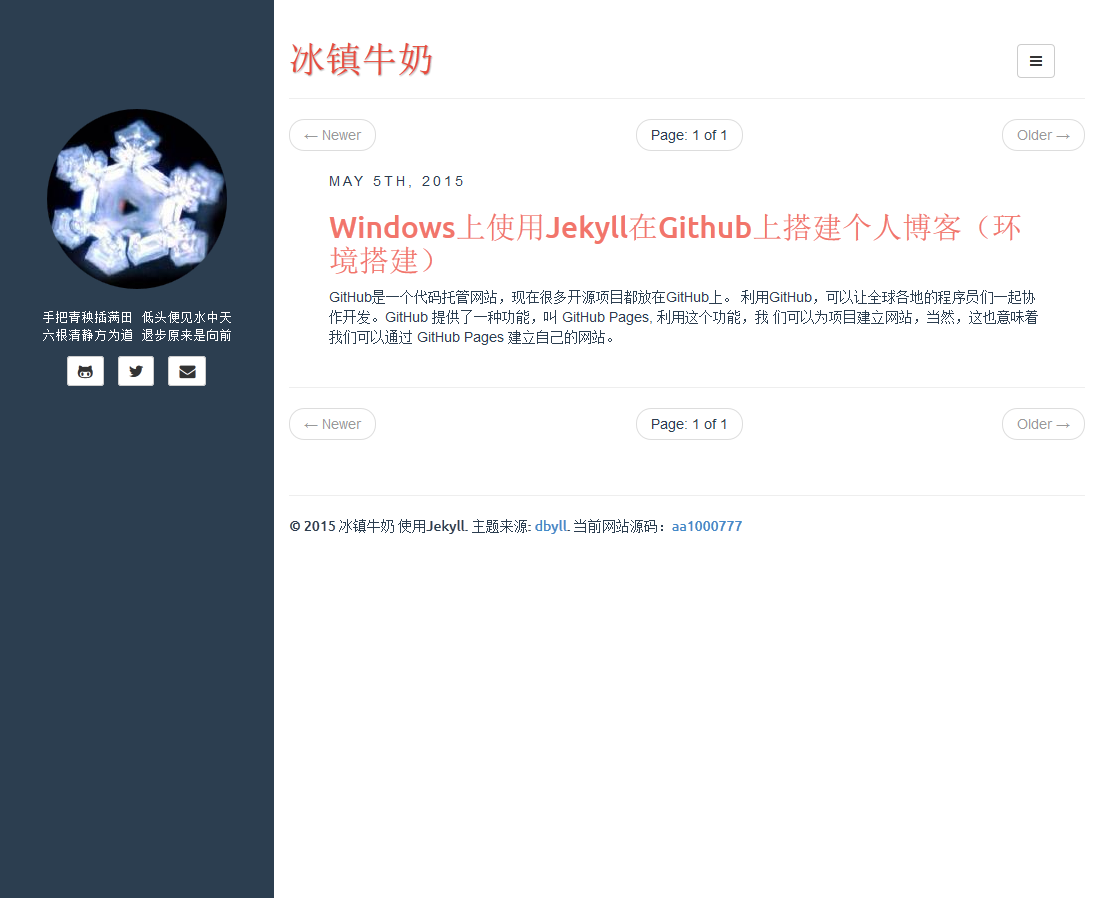 手把青秧插满田 低头便见水中天
六根清静方为道 退步原来是向前
冰镇牛奶
← Newer
Page: 1 of 1
Older →
MAY 5TH, 2015
Windows上使用Jekyll在Github上搭建个人博客（环
境搭建）
GitHub是一个代码托管网站，现在很多开源项目都放在GitHub上。 利用GitHub，可以让全球各地的程序员们一起协
作开发。GitHub 提供了一种功能，叫 GitHub Pages, 利用这个功能，我 们可以为项目建立网站，当然，这也意味着
我们可以通过 GitHub Pages 建立自己的网站。
← Newer
Page: 1 of 1
Older →
© 2015 冰镇牛奶 使用Jekyll. 主题来源: dbyll. 当前网站源码：aa1000777